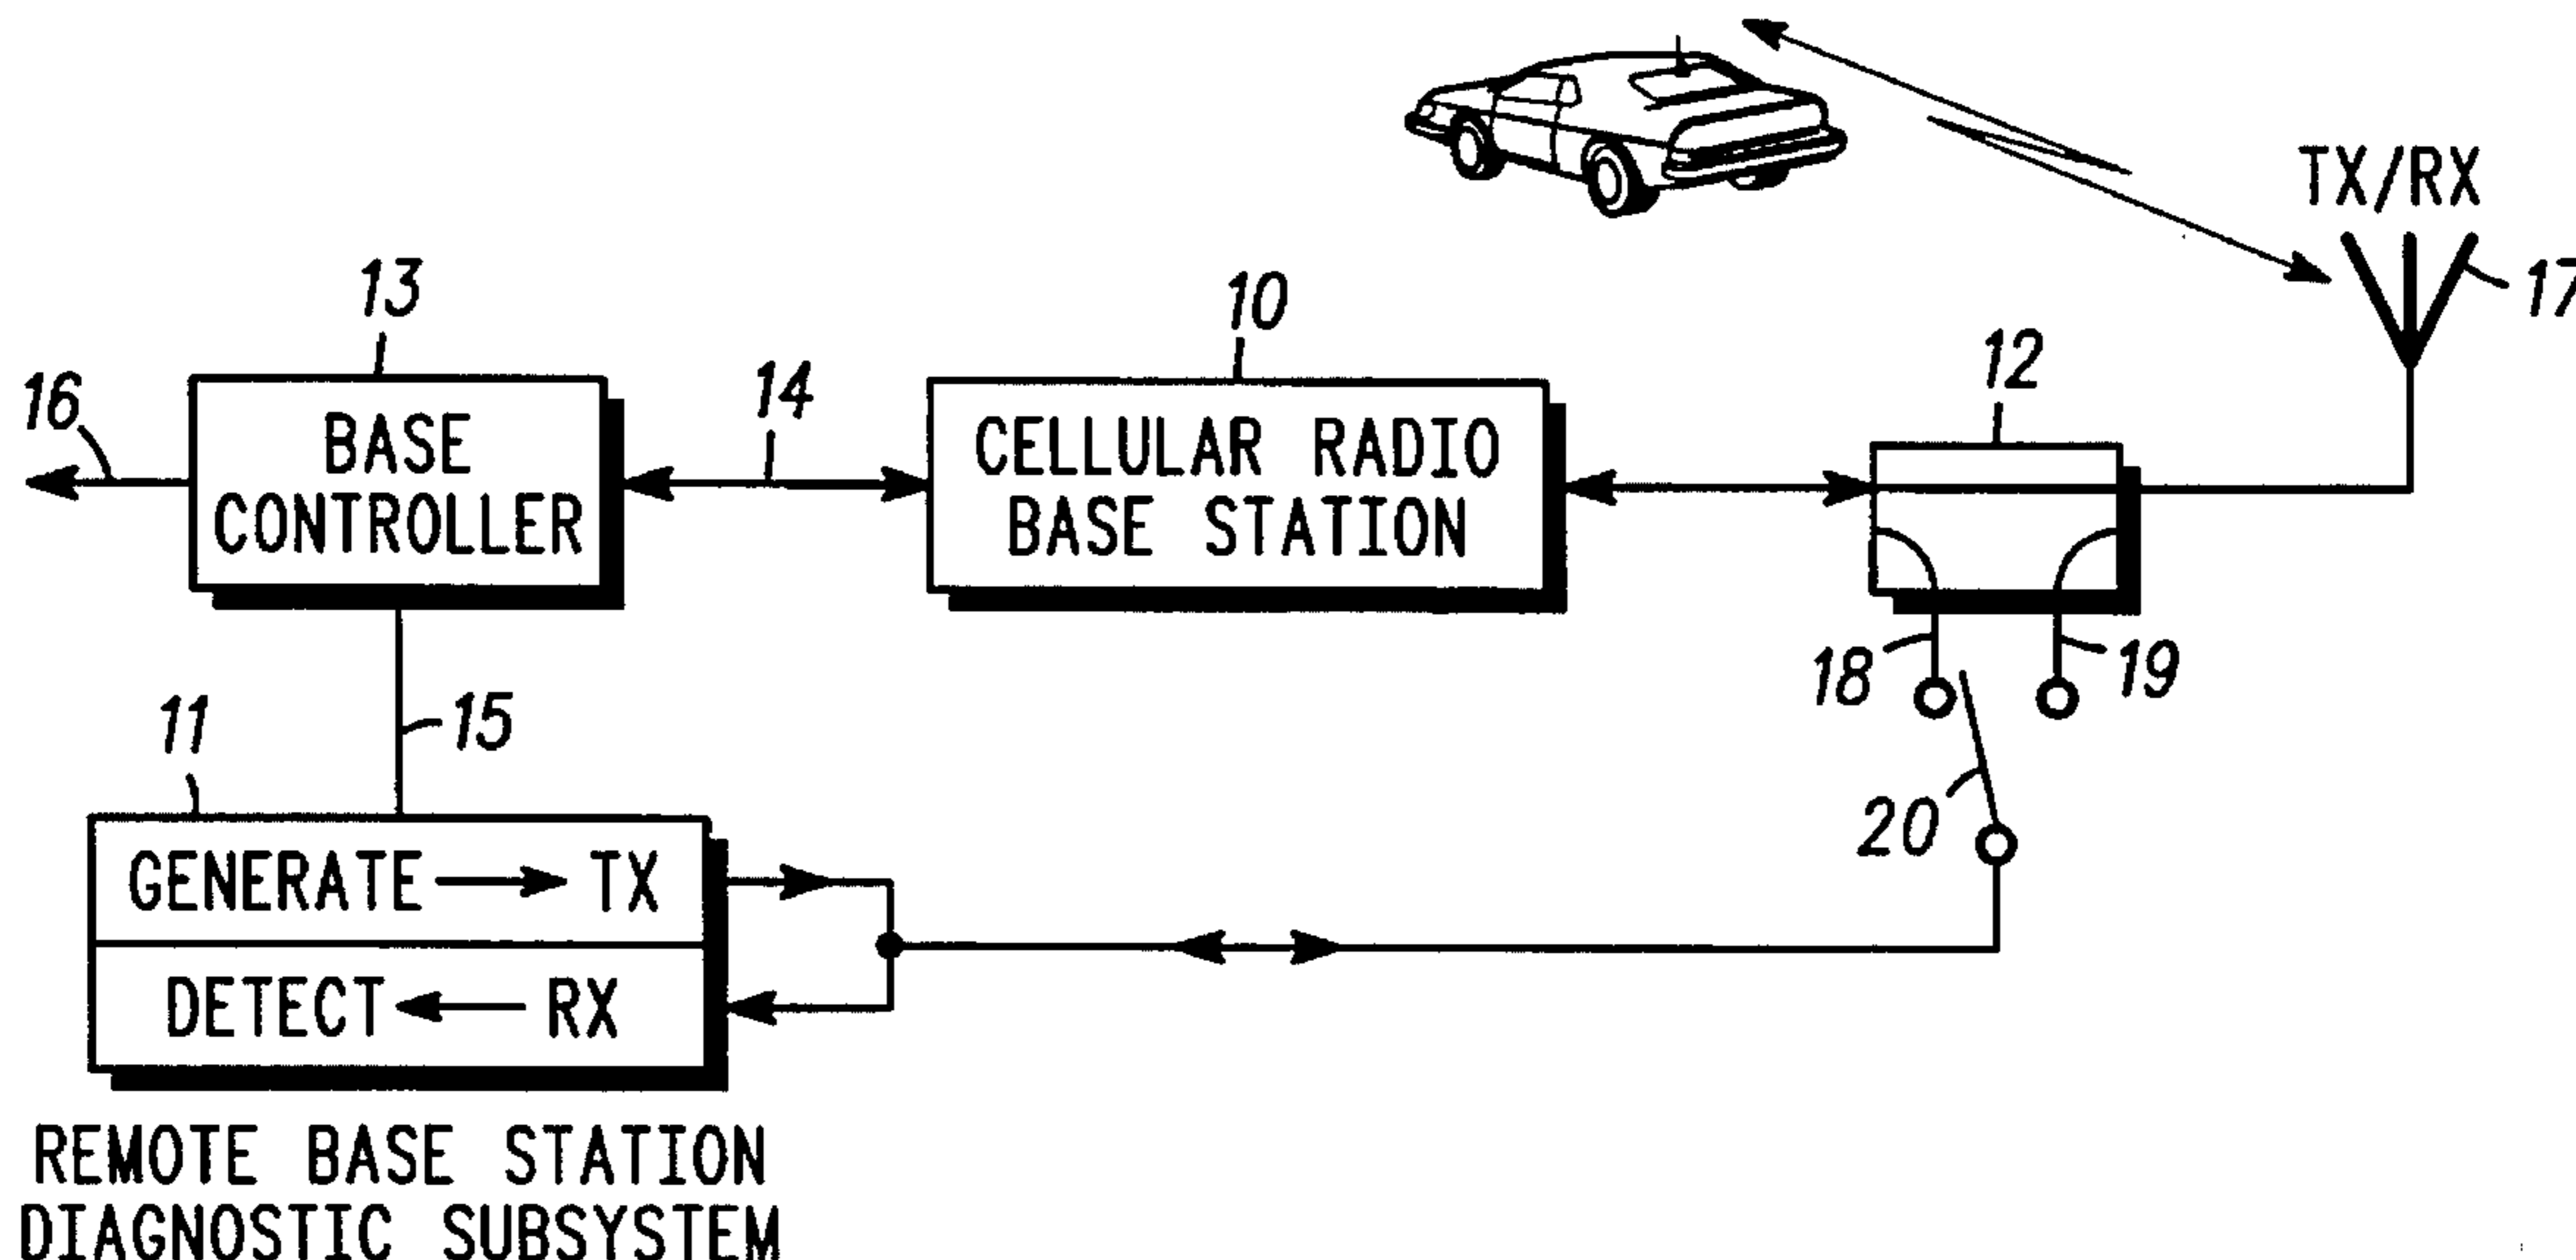 TX/RX
17
13
10
12
16
14
BASE
CONTROLLER
CELLULAR RADIO
BASE STATION
18
19
11
15
20
GENERATE → TX
DETECT ← RX
REMOTE BASE STATION
DIAGNOSTIC SUBSYSTEM